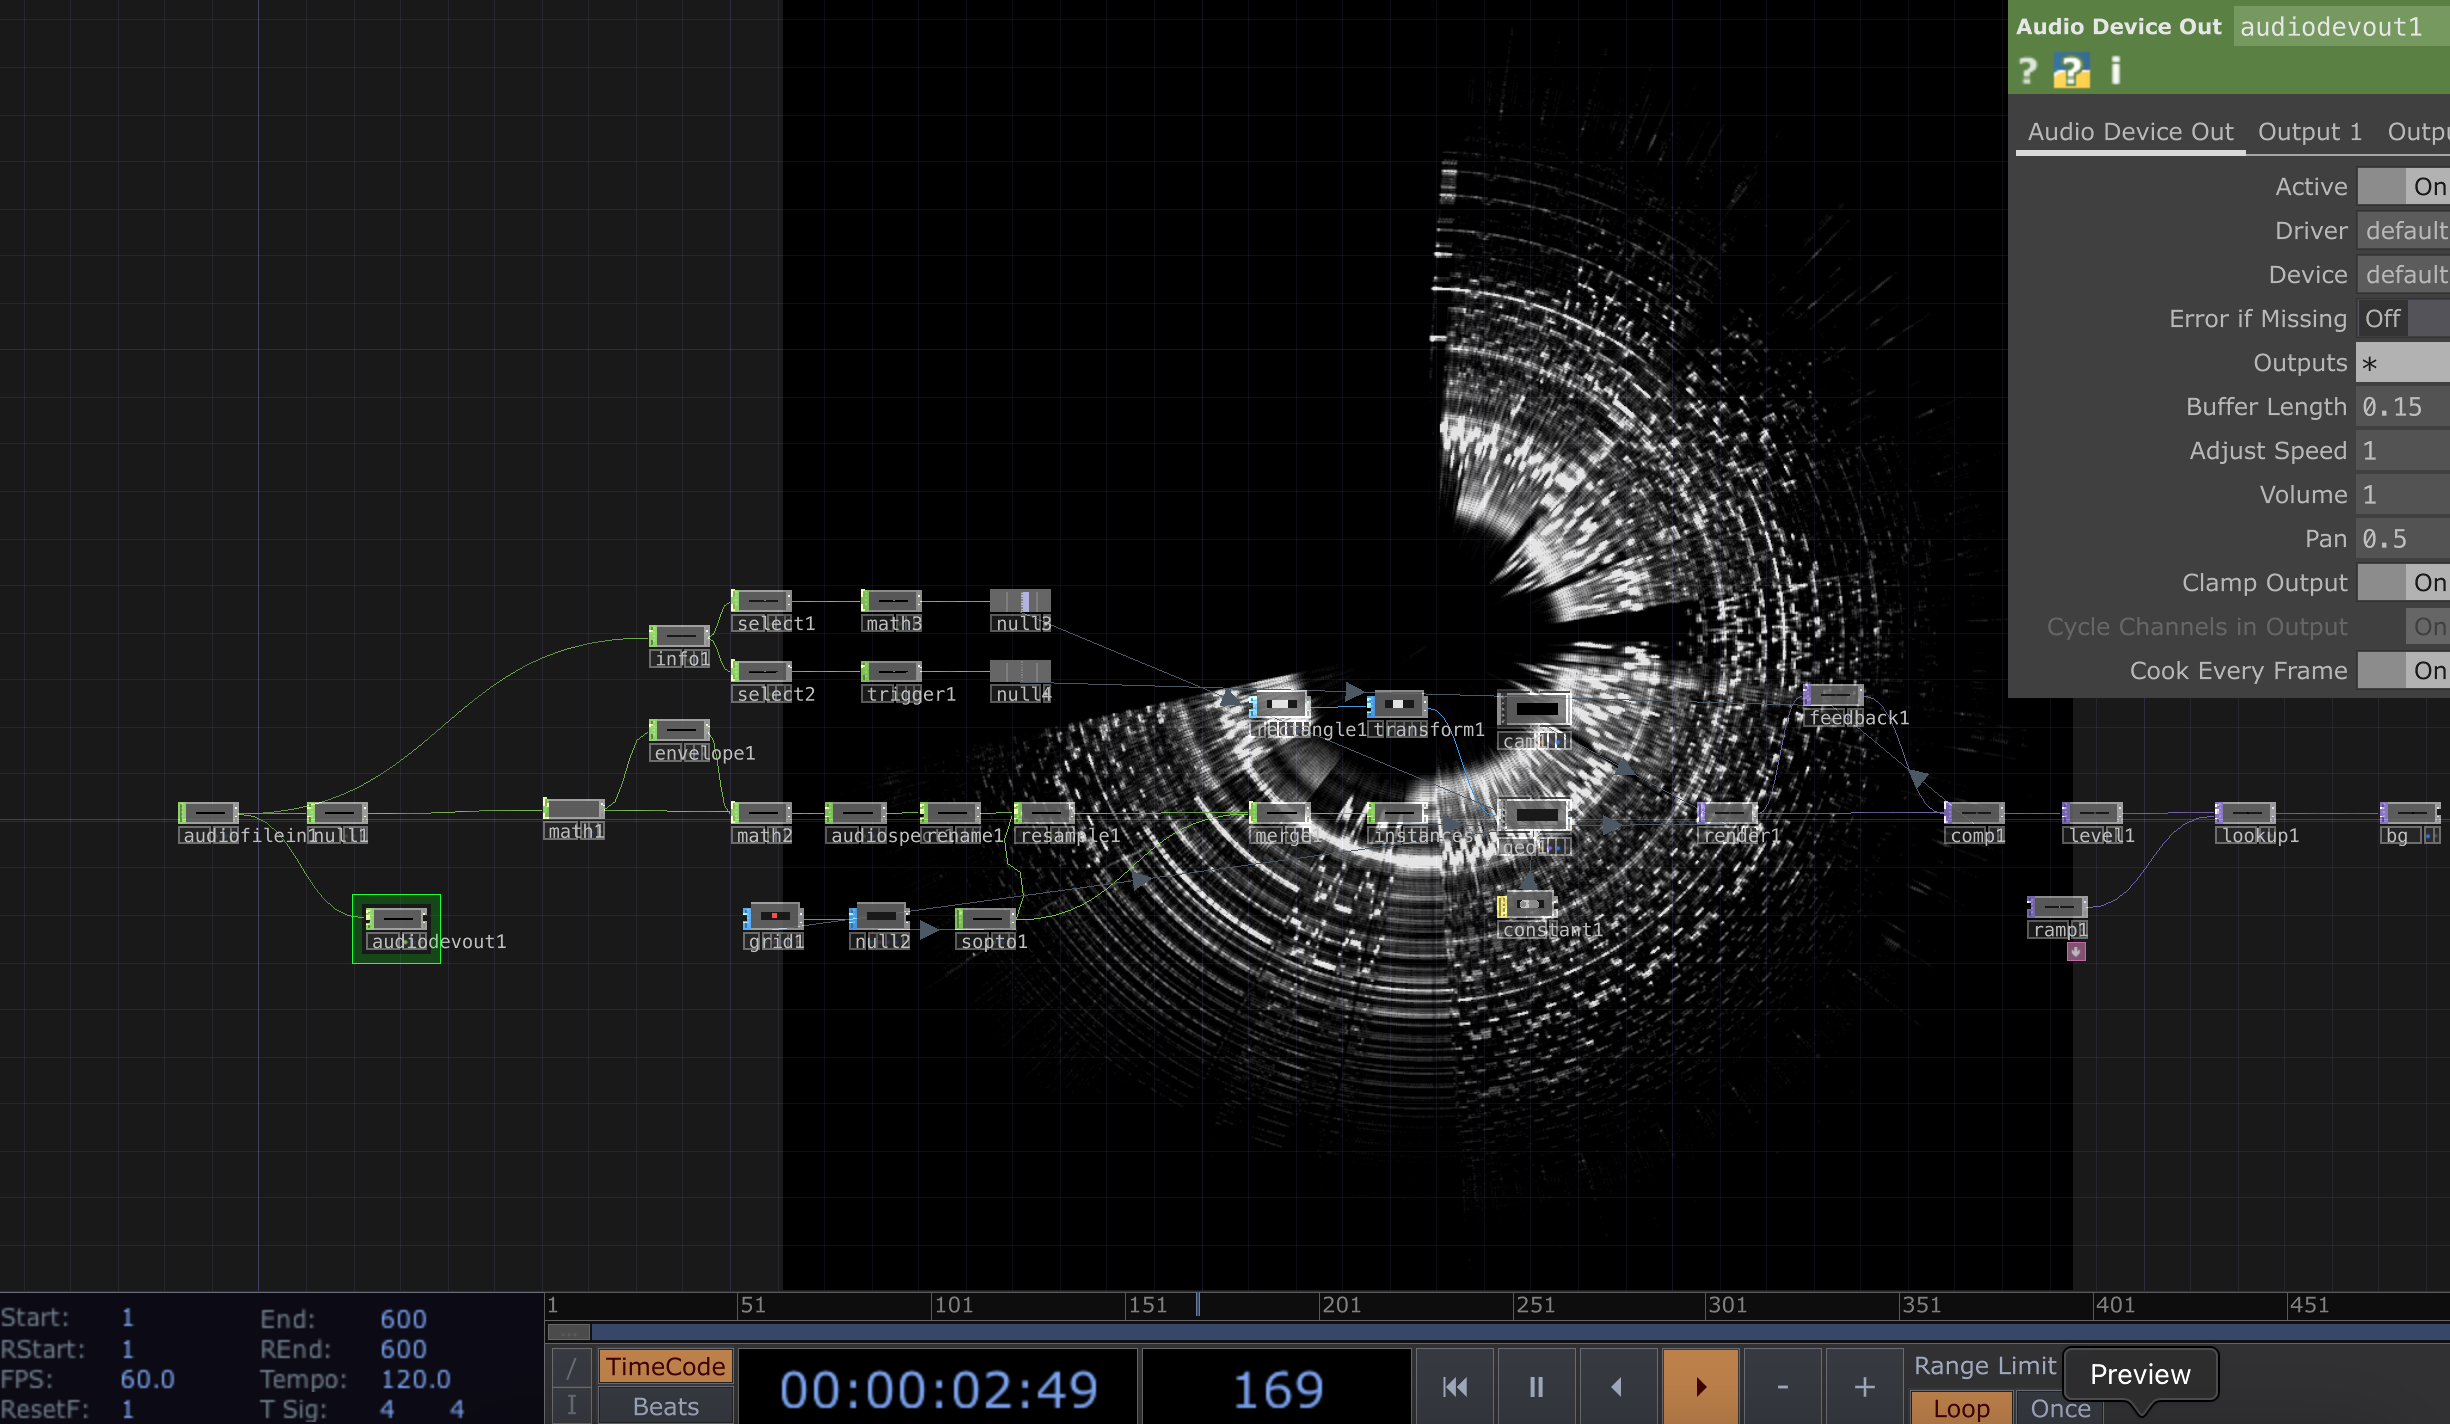 Audio Device Out audiodevout1
? ? i
Audio Device Out Output 1 Outpu
Active On
Driver default
Device default
Error if Missing Off
Outputs *
Buffer Length 0.15
Adjust Speed 1
Volume 1
Pan 0.5
Clamp Output On
Cycle Channels in Output On
Cook Every Frame On
select1 math3 null3
info1
select2 trigger1 null4
envelope1
rectangle1 transform1 cam1
feedback1
audiofilein1 null1 math1 math2 audiospe rename1 resample1 merge1 instances geo1 render1 comp1 level1 lookup1 bg
audiodevout1 grid1 null2 sopto1 constant1 ramp1
1 51 101 151 201 251 301 351 401 451
Start: 1 End: 600
RStart: 1 REnd: 600
FPS: 60.0 Tempo: 120.0
ResetF: 1 T Sig: 4 4
/ TimeCode
I Beats
00:00:02:49 169
- +
Range Limit
Loop Once
Preview